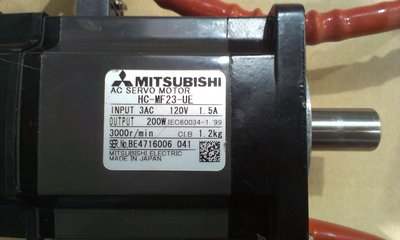 MITSUBISHI
AC SERVO MOTOR
HC-MF23-UE
INPUT 3AC 120V 1.5A
OUTPUT 200W IEC60034-1 '99
3000r/min Cl.B 1.2kg
SER.No.BE4716006 041
MITSUBISHI ELECTRIC
MADE IN JAPAN